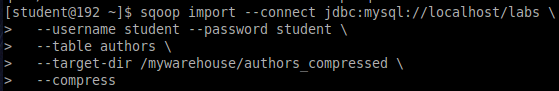 [student@192 ~]$ sqoop import --connect jdbc:mysql://localhost/labs \
>   --username student --password student \
>   --table authors \
>   --target-dir /mywarehouse/authors_compressed \
>   --compress